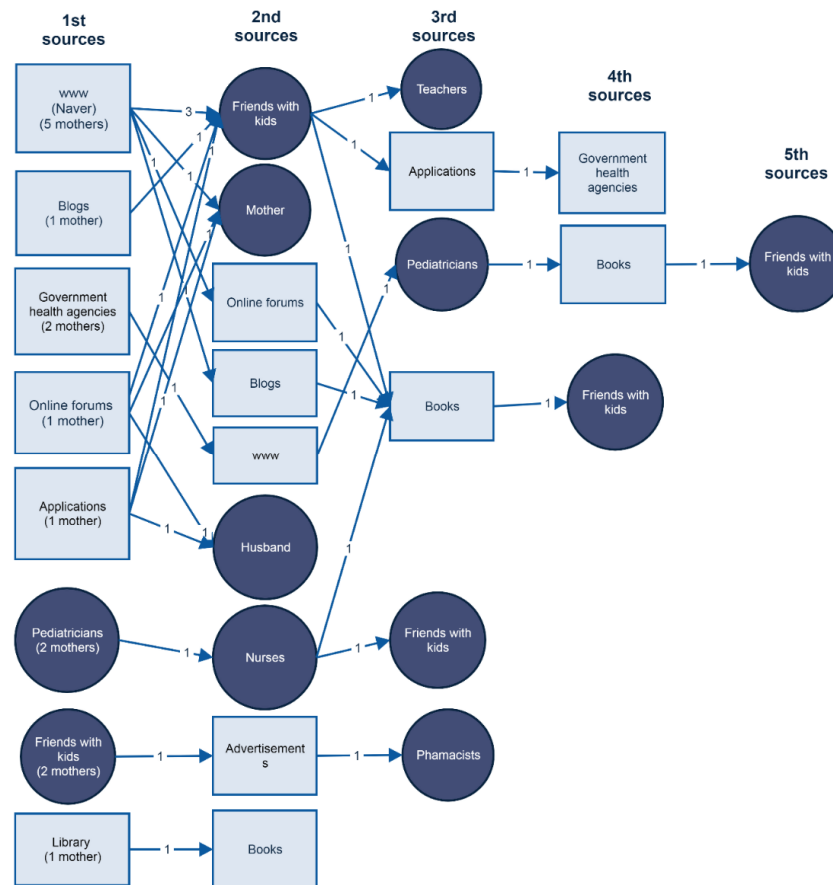 1st
sources
2nd
sources
3rd
sources
4th
sources
5th
sources
www
(Naver)
(5 mothers)
Blogs
(1 mother)
Government
health agencies
(2 mothers)
Online forums
(1 mother)
Applications
(1 mother)
Pediatricians
(2 mothers)
Friends with
kids
(2 mothers)
Library
(1 mother)
3
1
1
1
1
1
1
1
1
1
1
1
1
1
1
Friends with
kids
Mother
Online forums
Blogs
www
Husband
Nurses
Advertisement
s
Books
1
1
1
1
1
1
1
1
1
Teachers
Applications
Pediatricians
Books
Friends with
kids
Phamacists
1
1
1
Government
health
agencies
Books
Friends with
kids
1
Friends with
kids